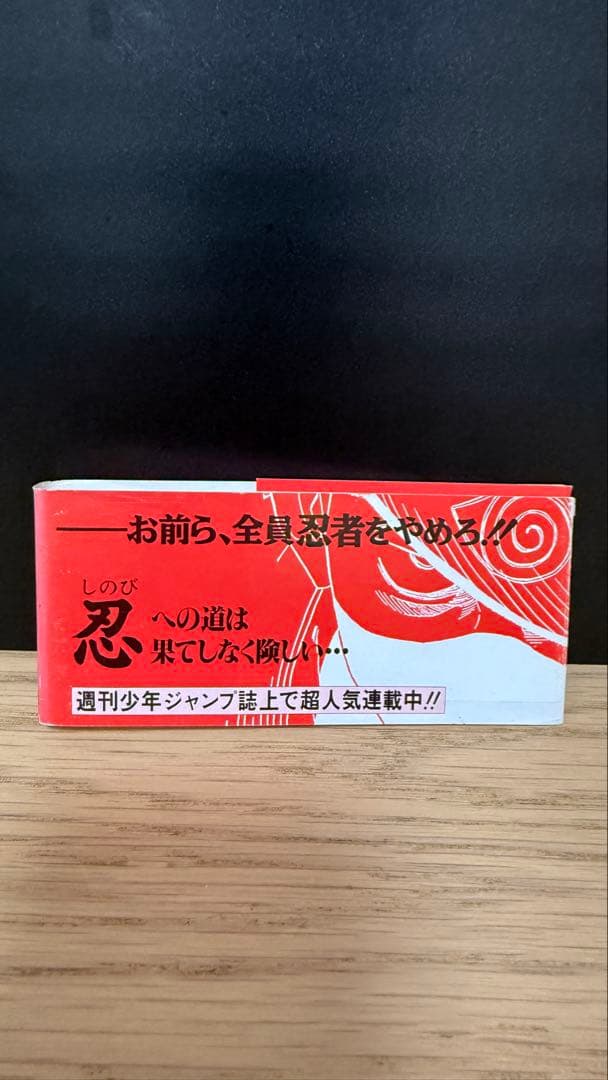 ——お前ら、全員忍者をやめろ!!
しのび
忍への道は
果てしなく険しい…
週刊少年ジャンプ誌上で超人気連載中!!